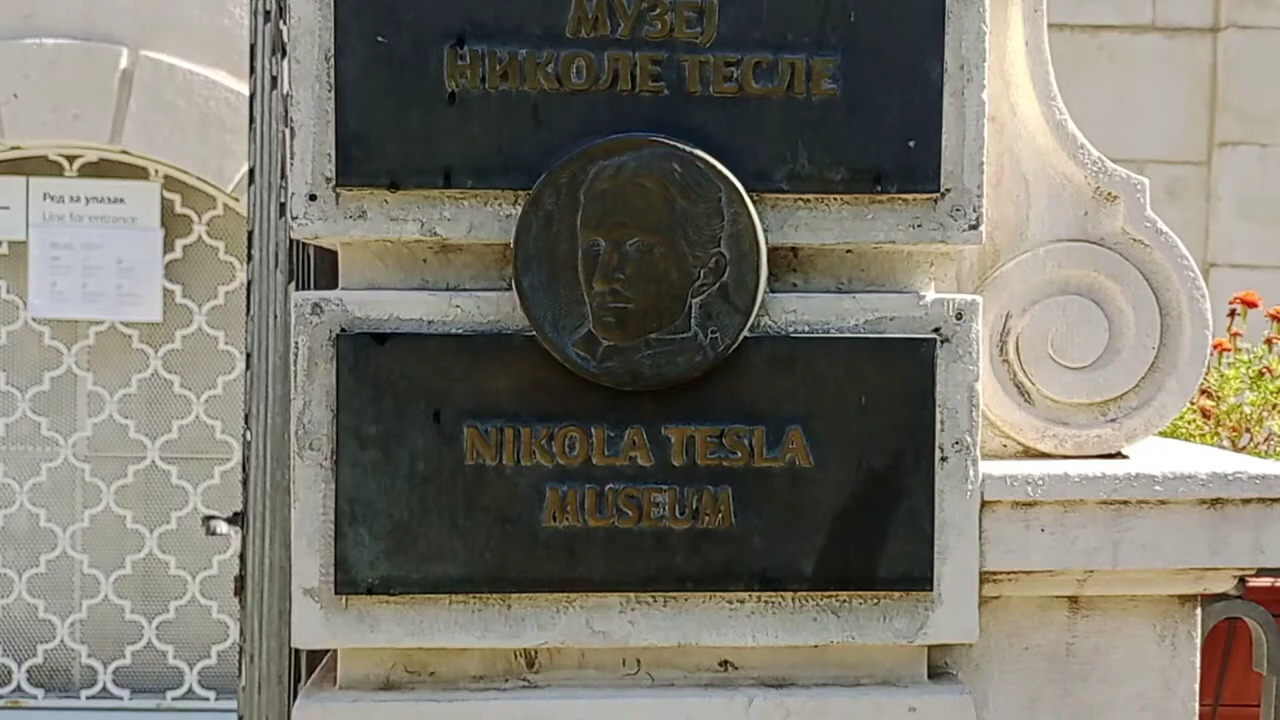 МУЗЕЈ
НИКОЛЕ ТЕСЛЕ
NIKOLA TESLA
MUSEUM
Ред за улазак
Line for entrance